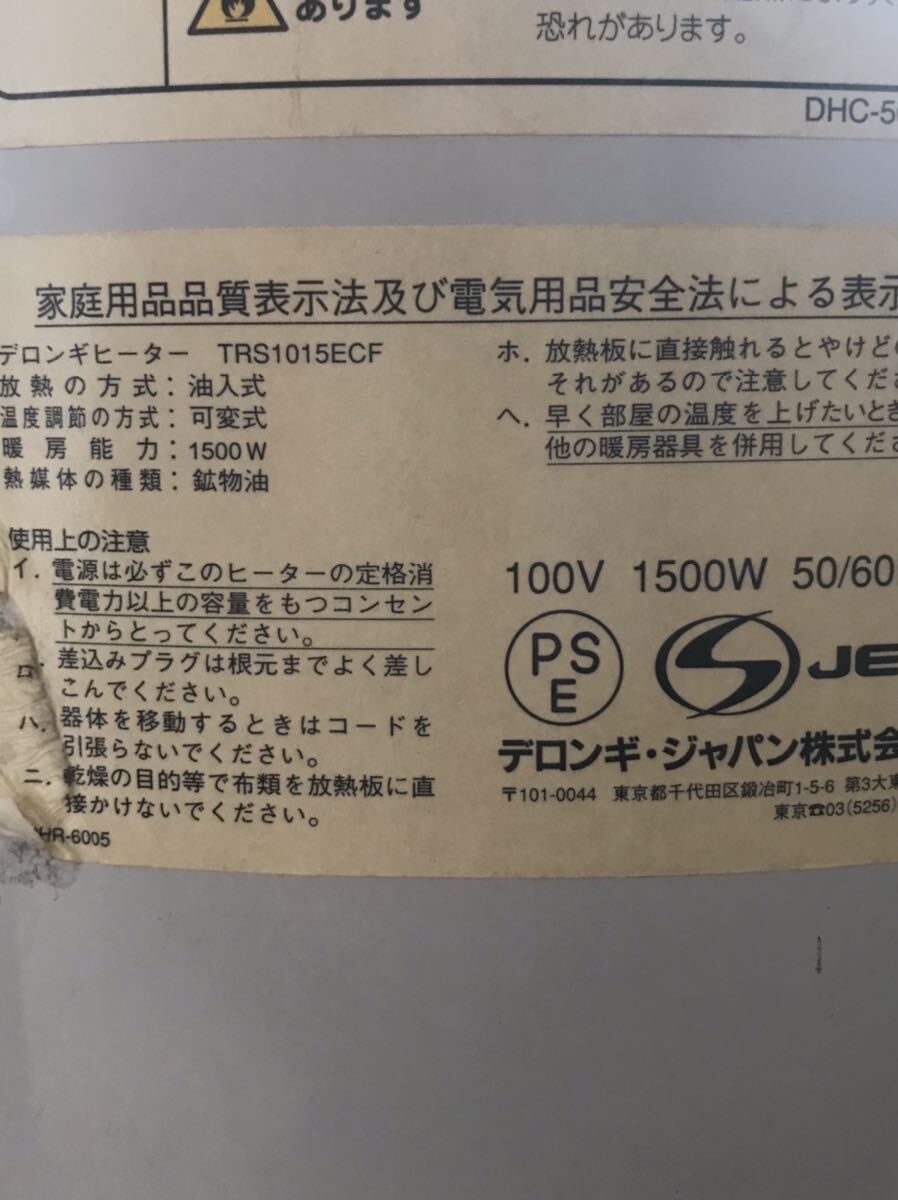 あります
恐れがあります。
DHC-5
家庭用品品質表示法及び電気用品安全法による表示
デロンギヒーター TRS1015ECF
放熱の方式：油入式
温度調節の方式：可変式
暖房能力：1500W
熱媒体の種類：鉱物油
使用上の注意
イ．電源は必ずこのヒーターの定格消
費電力以上の容量をもつコンセン
トからとってください。
ロ．差込みプラグは根元までよく差し
こんでください。
ハ．器体を移動するときはコードを
引張らないでください。
ニ．乾燥の目的等で布類を放熱板に直
接かけないでください。
HR-6005
ホ．放熱板に直接触れるとやけどの
それがあるので注意してくださ
ヘ．早く部屋の温度を上げたいとき
他の暖房器具を併用してくださ
100V 1500W 50/60
PS
E
JE
デロンギ・ジャパン株式会
〒101-0044 東京都千代田区鍛冶町1-5-6 第3大東
東京☎03(5256)